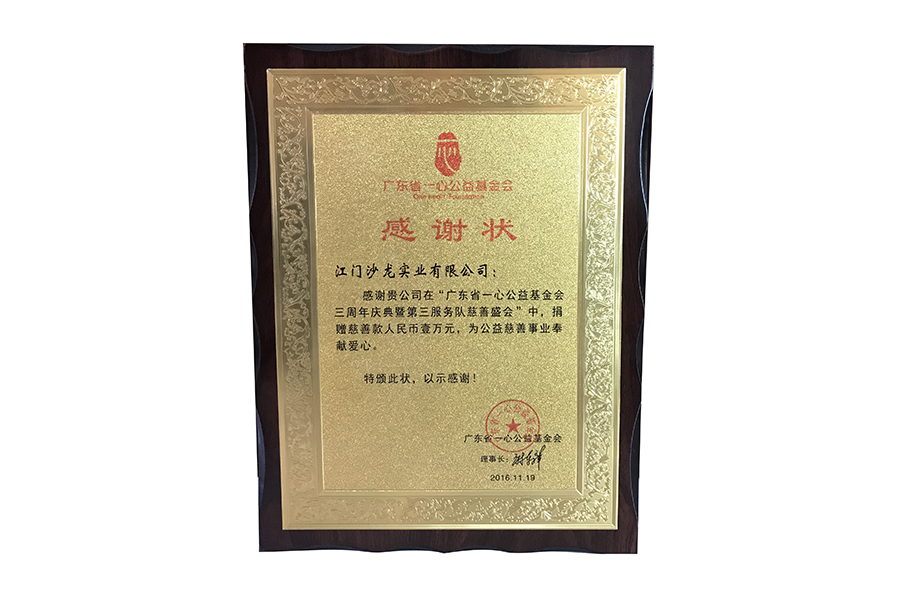 广东省一心公益基金会
One Heart Foundation
感谢状
江门沙龙实业有限公司：
感谢贵公司在“广东省一心公益基金会
三周年庆典暨第三服务队慈善盛会”中，捐
赠慈善款人民币壹万元，为公益慈善事业奉
献爱心。
特颁此状，以示感谢！
广东省一心公益基金会
理事长：
2016.11.19